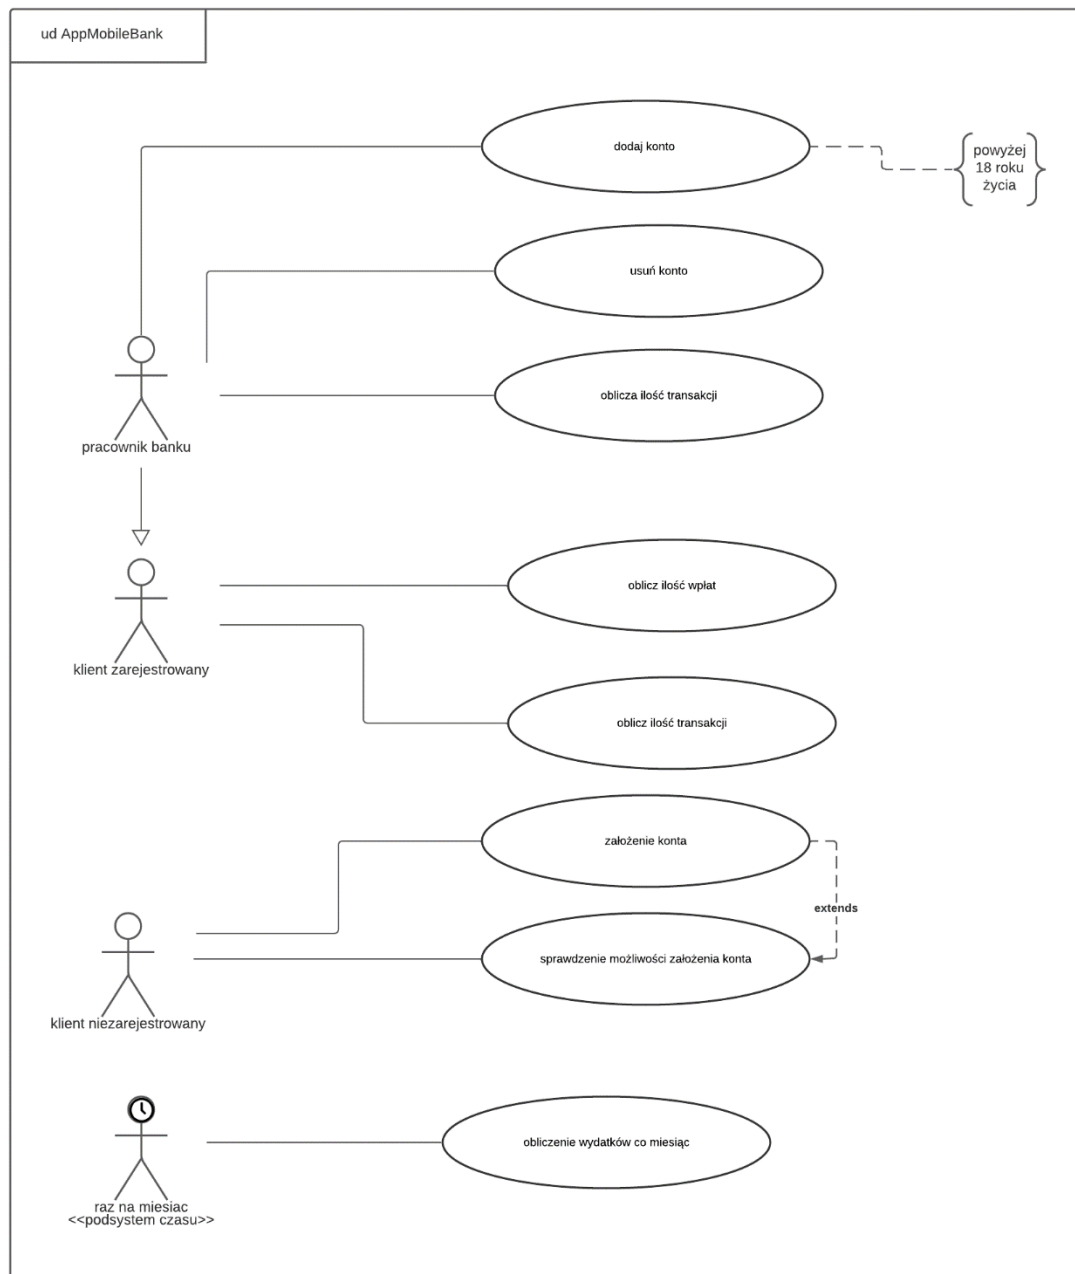 ud AppMobileBank
dodaj konto
powyżej
18 roku
życia
usuń konto
oblicza ilość transakcji
pracownik banku
oblicz ilość wpłat
klient zarejestrowany
oblicz ilość transakcji
założenie konta
extends
sprawdzenie możliwości założenia konta
klient niezarejestrowany
obliczenie wydatków co miesiąc
raz na miesiac
<<podsystem czasu>>